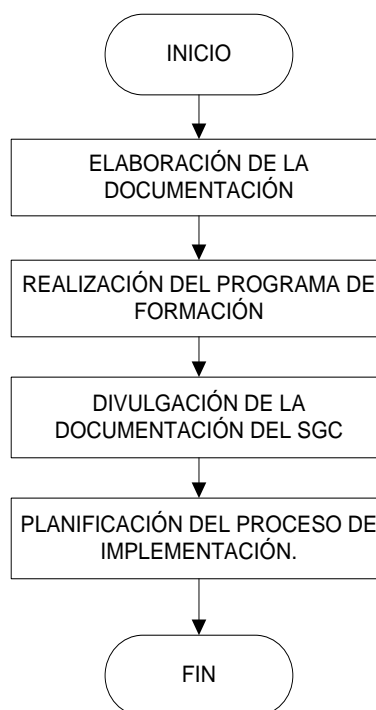 INICIO
ELABORACIÓN DE LA
DOCUMENTACIÓN
REALIZACIÓN DEL PROGRAMA DE
FORMACIÓN
DIVULGACIÓN DE LA
DOCUMENTACIÓN DEL SGC
PLANIFICACIÓN DEL PROCESO DE
IMPLEMENTACIÓN.
FIN